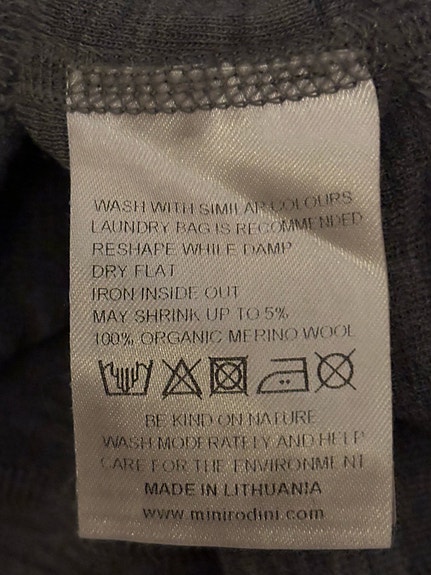 WASH WITH SIMILAR COLOURS
LAUNDRY BAG IS RECOMMENDED
RESHAPE WHILE DAMP
DRY FLAT
IRON INSIDE OUT
MAY SHRINK UP TO 5%
100% ORGANIC MERINO WOOL
BE KIND ON NATURE
WASH MODERATELY AND HELP
CARE FOR THE ENVIRONMENT
MADE IN LITHUANIA
www.minirodini.com